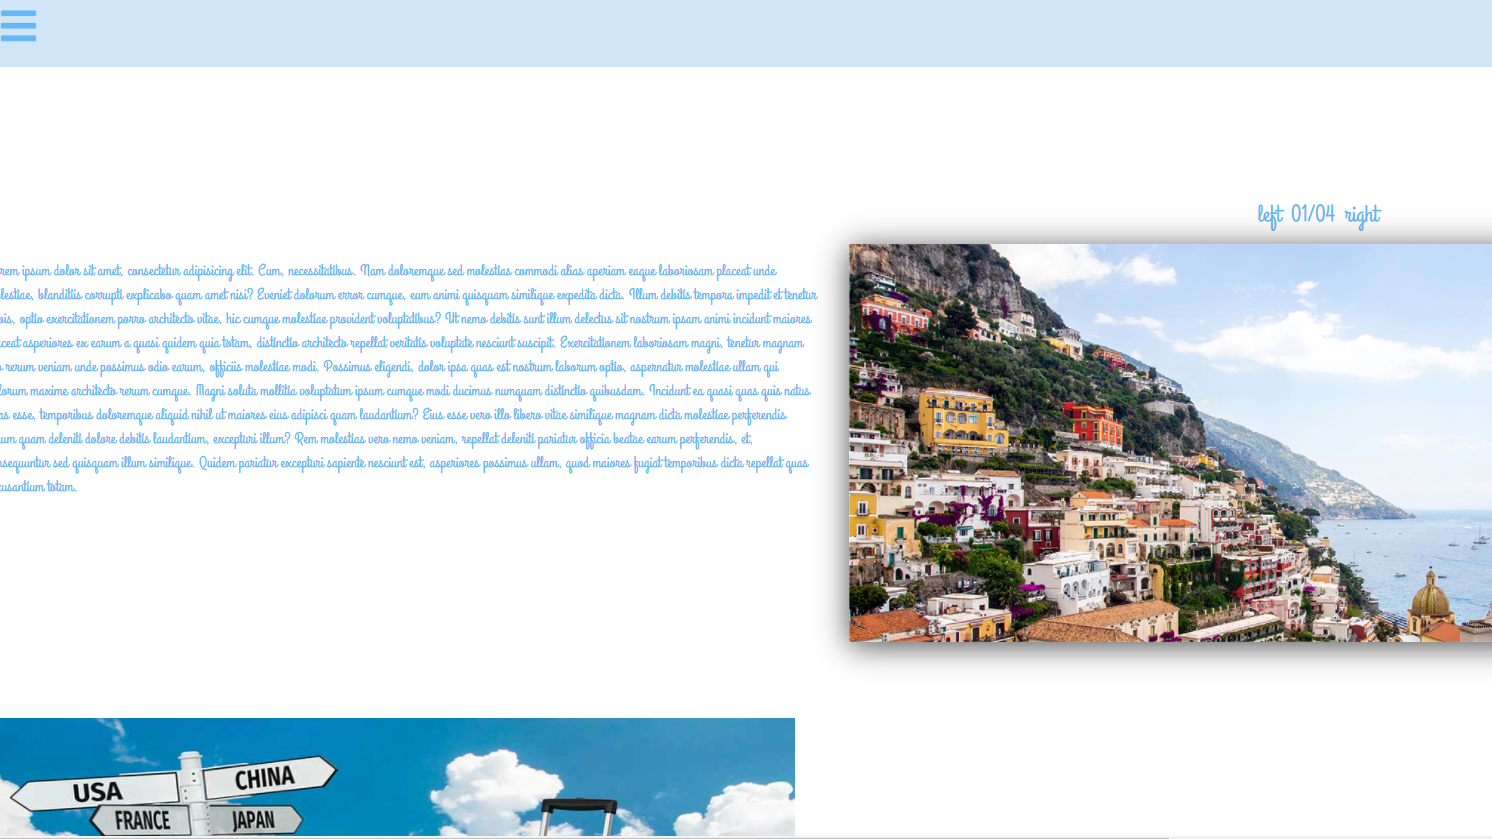 left 01/04 right
rem ipsum dolor sit amet, consectetur adipisicing elit. Cum, necessitatibus. Nam doloremque sed molestias commodi alias aperiam eaque laboriosam placeat unde
lestiae, blanditiis corrupti explicabo quam amet nisi? Eveniet dolorum error cumque, eum animi quisquam similique expedita dicta. Illum debitis tempora impedit et tenetur
is, optio exercitationem porro architecto vitae, hic cumque molestiae provident voluptatibus? Ut nemo debitis sunt illum delectus sit nostrum ipsam animi incidunt maiores
ceat asperiores ex earum a quasi quidem quia totam, distinctio architecto repellat veritatis voluptate nesciunt suscipit. Exercitationem laboriosam magni, tenetur magnam
rerum veniam unde possimus odio earum, officiis molestiae modi. Possimus eligendi, dolor ipsa quas est nostrum laborum optio, aspernatur molestiae ullam qui
lorum maxime architecto rerum cumque. Magni soluta mollitia voluptatum ipsum cumque modi ducimus numquam distinctio quibusdam. Incidunt ea quasi quas quis natus
as esse, temporibus doloremque aliquid nihil ut maiores eius adipisci quam laudantium? Eius esse vero illo libero vitae similique magnam dicta molestiae perferendis
um quam deleniti dolore debitis laudantium, excepturi illum? Rem molestias vero nemo veniam, repellat deleniti pariatur officia beatae earum perferendis, et,
nsequuntur sed quisquam illum similique. Quidem pariatur excepturi sapiente nesciunt est, asperiores possimus ullam, quod maiores fugiat temporibus dicta repellat quas
cusantium totam.
USA CHINA
FRANCE JAPAN